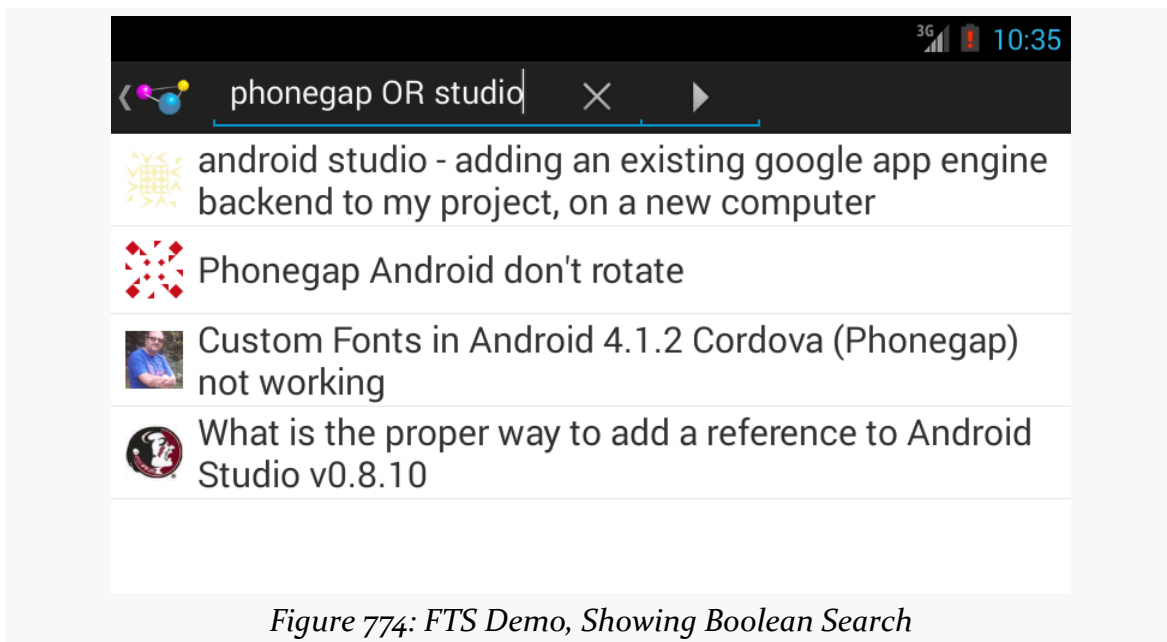 3G 10:35
phonegap OR studio
android studio - adding an existing google app engine
backend to my project, on a new computer
Phonegap Android don't rotate
Custom Fonts in Android 4.1.2 Cordova (Phonegap)
not working
What is the proper way to add a reference to Android
Studio v0.8.10
Figure 774: FTS Demo, Showing Boolean Search